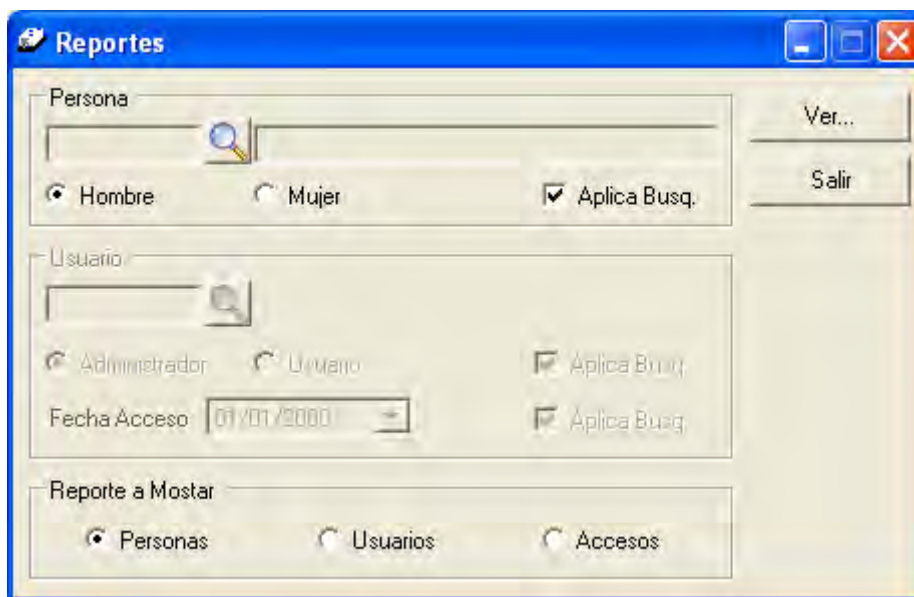 Reportes
Persona
Ver...
Hombre Mujer Aplica Busq.
Salir
Usuario
Administrador Usuario Aplica Busq.
Fecha Acceso 01/01/2000 Aplica Busq.
Reporte a Mostar
Personas Usuarios Accesos